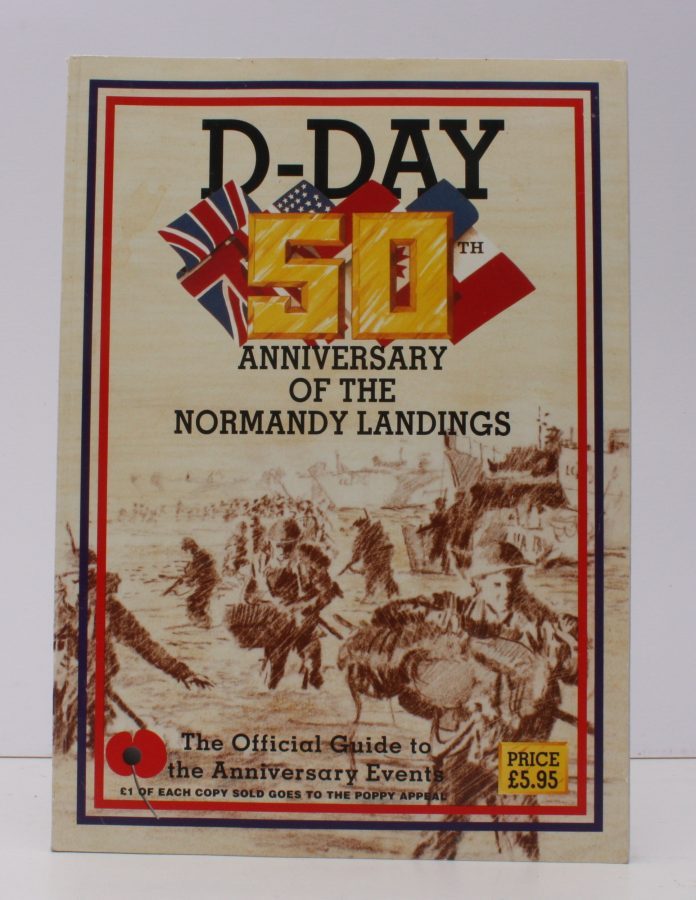 D-DAY
50TH
ANNIVERSARY
OF THE
NORMANDY LANDINGS
The Official Guide to
the Anniversary Events
£1 OF EACH COPY SOLD GOES TO THE POPPY APPEAL
PRICE
£5.95